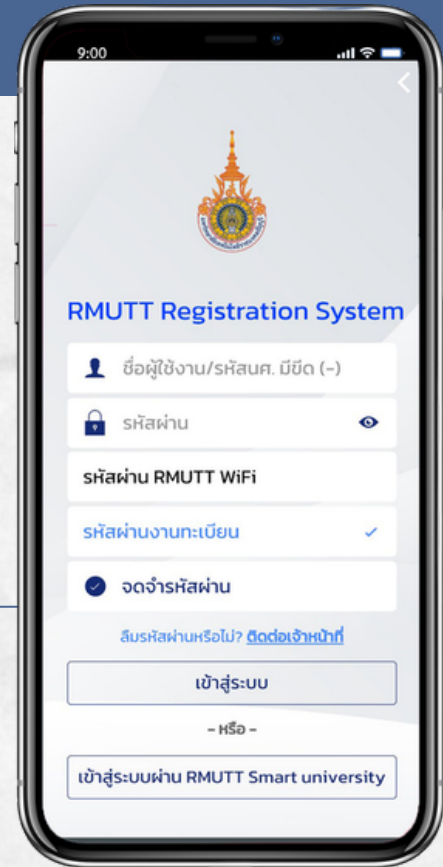 9:00
RMUTT Registration System
ชื่อผู้ใช้งาน/รหัสนศ. มีขีด (-)
รหัสผ่าน
รหัสผ่าน RMUTT WiFi
รหัสผ่านงานทะเบียน
จดจำรหัสผ่าน
ลืมรหัสผ่านหรือไม่? ติดต่อเจ้าหน้าที่
เข้าสู่ระบบ
- หรือ -
เข้าสู่ระบบผ่าน RMUTT Smart university